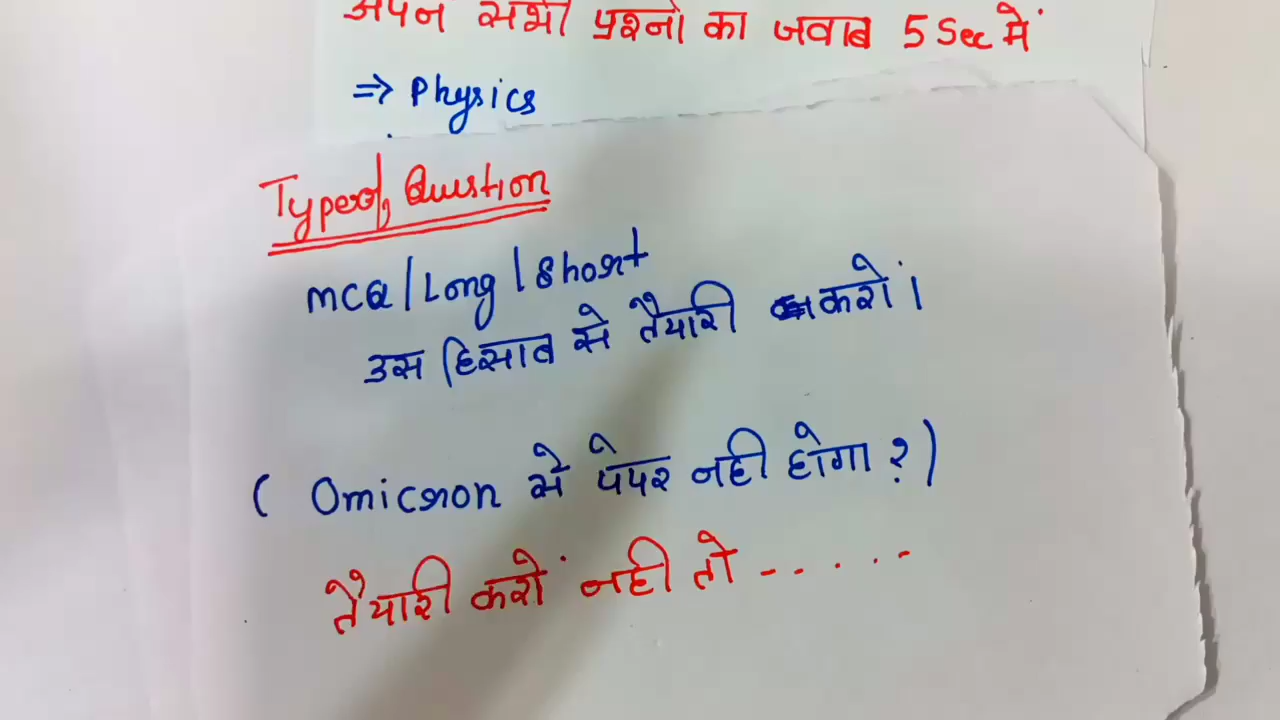 अपने सभी प्रश्नो का जवाब 5 Sec में
⇒ Physics
Type of Question
MCQ / Long / Short
उस हिसाब से तैयारी करों।
( Omicron से पेपर नही होगा ? )
तैयारी करों नही तो - - . . . . -